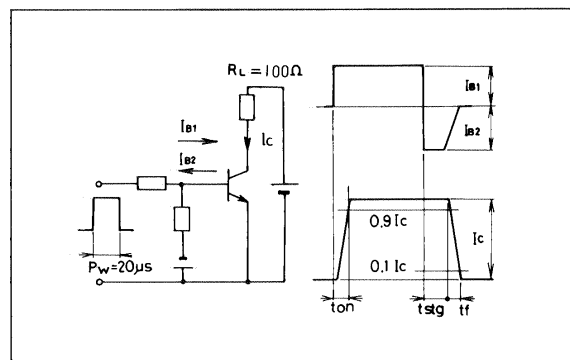 RL = 100Ω
IB1
IB2
Ic
PW=20μs
IB1
IB2
0.9 Ic
Ic
0.1 Ic
ton
tstg
tf